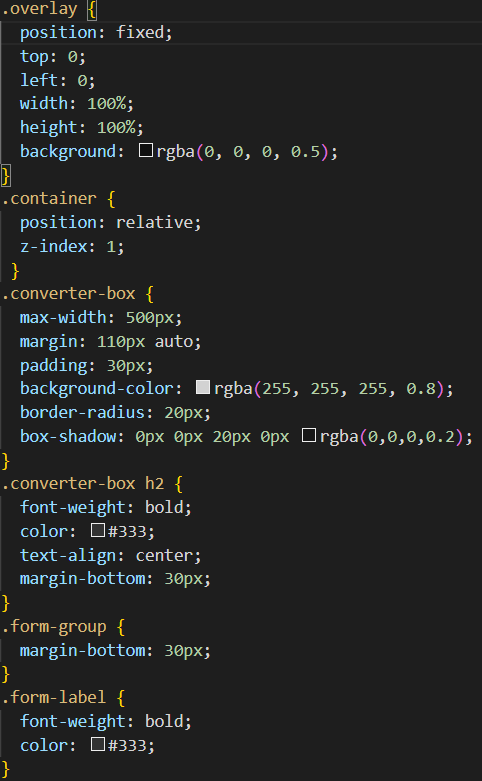 .overlay {
  position: fixed;
  top: 0;
  left: 0;
  width: 100%;
  height: 100%;
  background: rgba(0, 0, 0, 0.5);
}
.container {
  position: relative;
  z-index: 1;
 }
.converter-box {
  max-width: 500px;
  margin: 110px auto;
  padding: 30px;
  background-color: rgba(255, 255, 255, 0.8);
  border-radius: 20px;
  box-shadow: 0px 0px 20px 0px rgba(0,0,0,0.2);
}
.converter-box h2 {
  font-weight: bold;
  color: #333;
  text-align: center;
  margin-bottom: 30px;
}
.form-group {
  margin-bottom: 30px;
}
.form-label {
  font-weight: bold;
  color: #333;
}